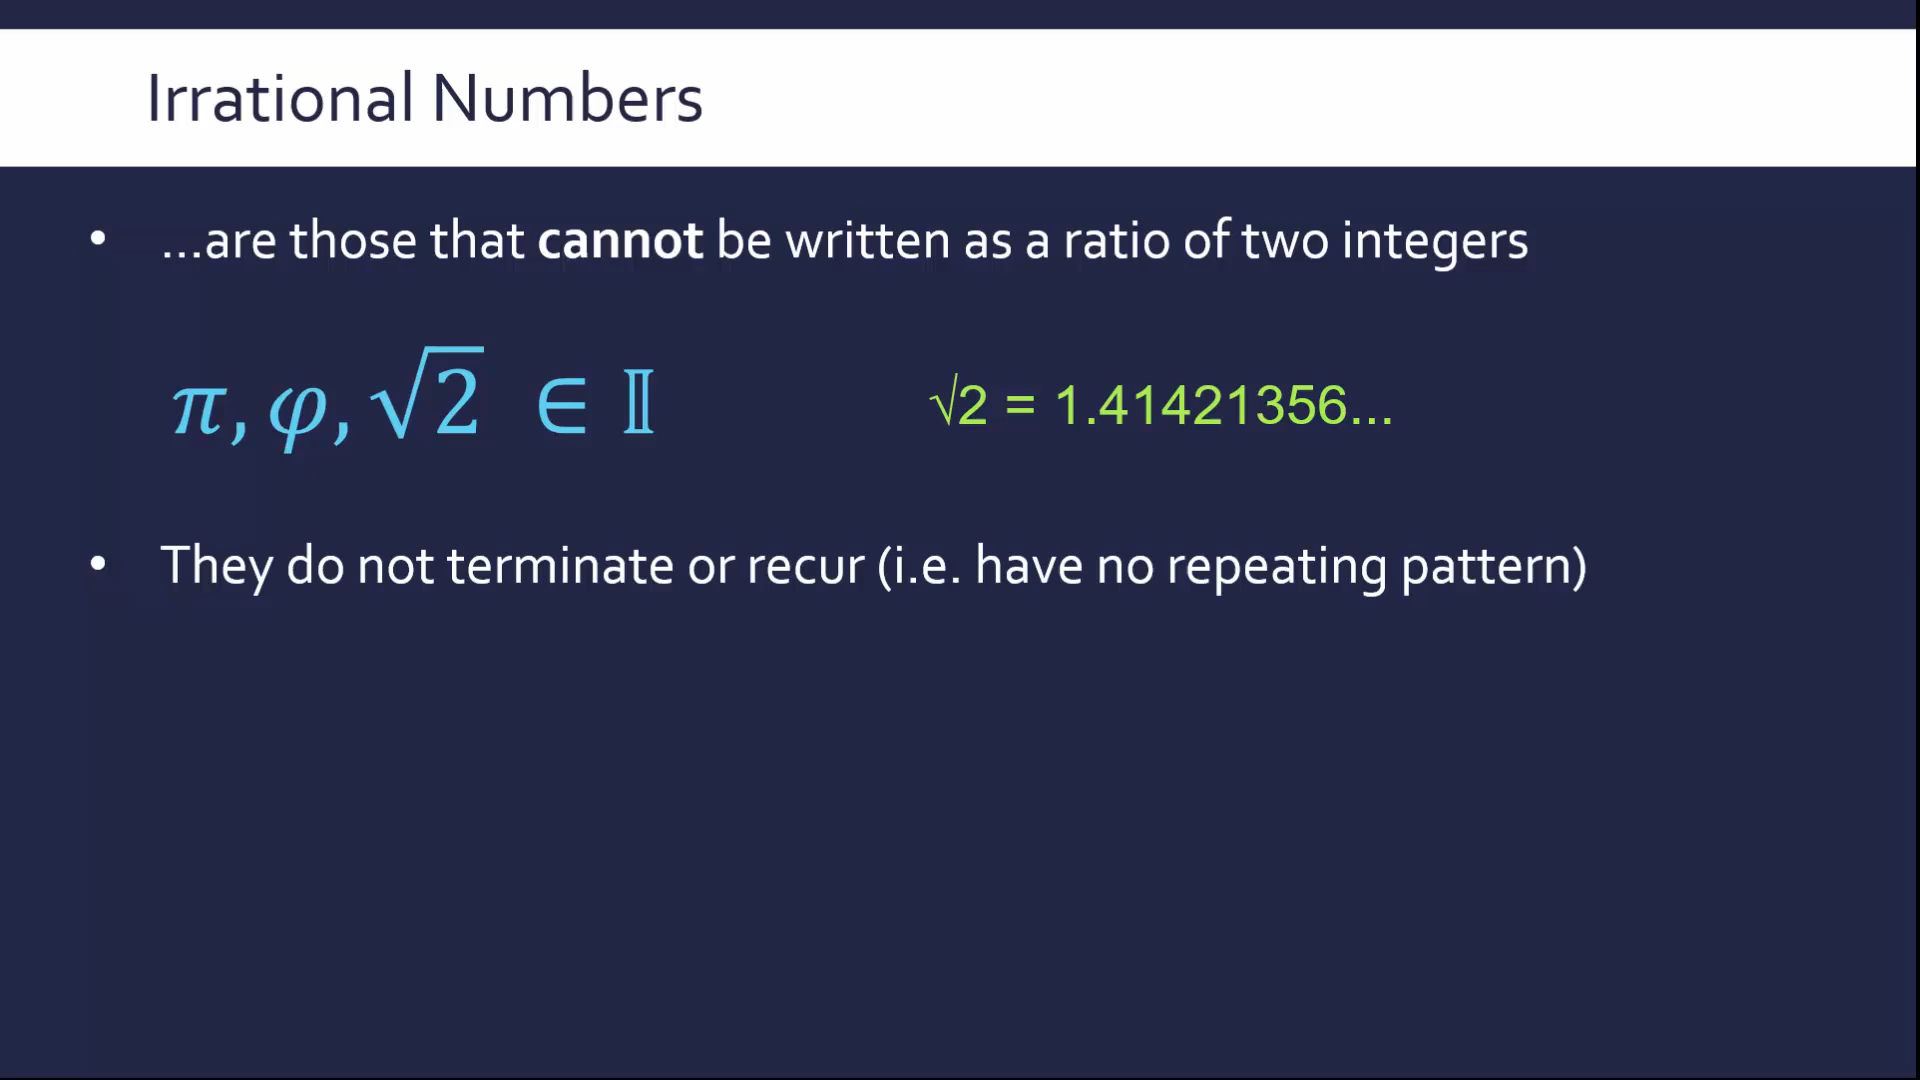 Irrational Numbers
• ...are those that cannot be written as a ratio of two integers
π, φ, √2 ∈ 𝕀
√2 = 1.41421356...
• They do not terminate or recur (i.e. have no repeating pattern)